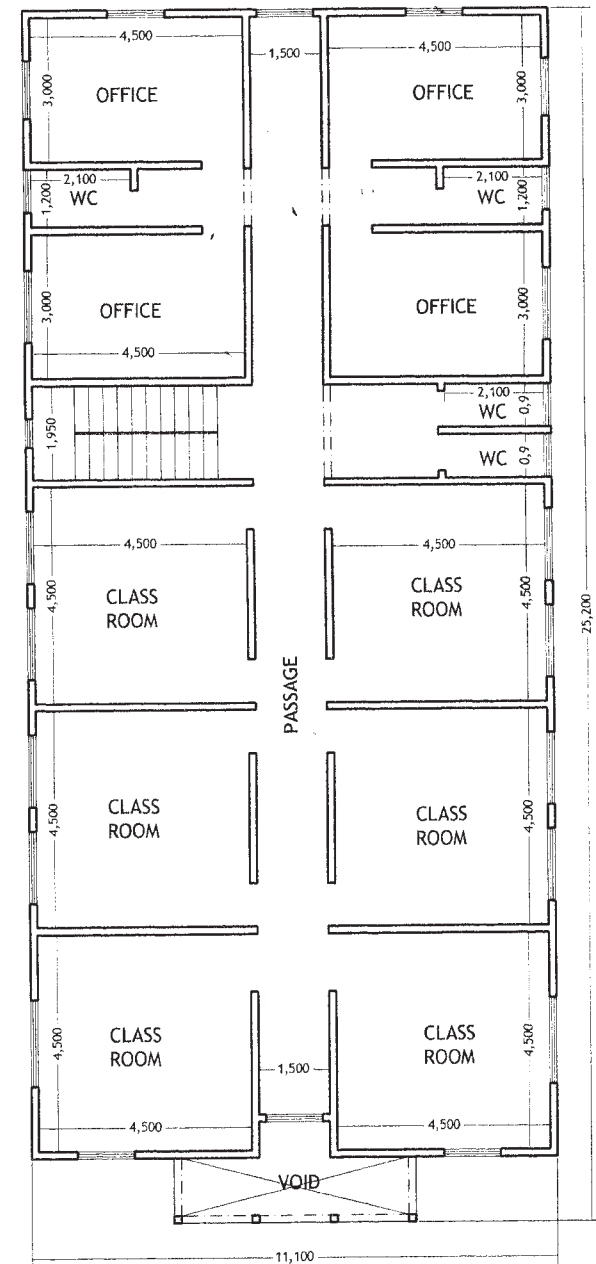 4,500
1,500
4,500
3,000
OFFICE
OFFICE
3,000
2,100
WC
1,200
2,100
WC
1,200
3,000
OFFICE
OFFICE
3,000
4,500
1,950
2,100
WC
0,9
WC
0,9
4,500
4,500
4,500
CLASS
ROOM
CLASS
ROOM
4,500
25,200
PASSAGE
4,500
CLASS
ROOM
CLASS
ROOM
4,500
4,500
CLASS
ROOM
CLASS
ROOM
4,500
1,500
4,500
4,500
VOID
11,100